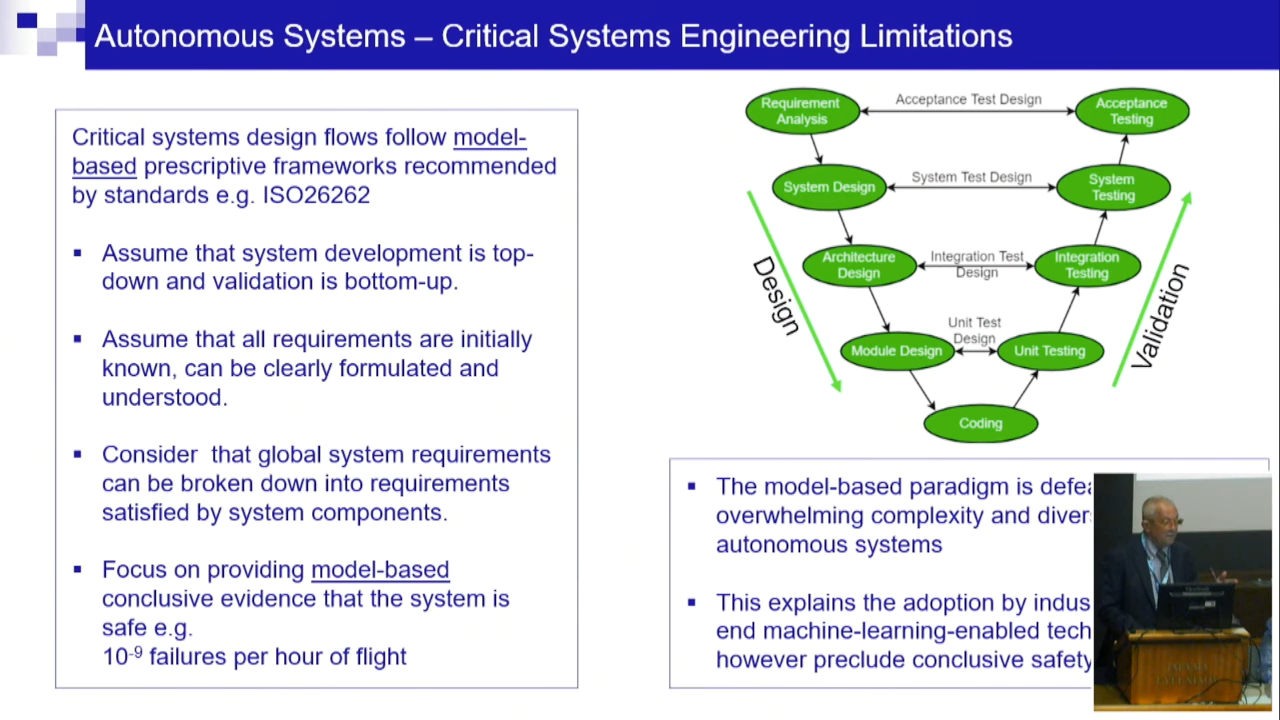 Autonomous Systems – Critical Systems Engineering Limitations
Critical systems design flows follow model-
based prescriptive frameworks recommended
by standards e.g. ISO26262
▪ Assume that system development is top-
down and validation is bottom-up.
▪ Assume that all requirements are initially
known, can be clearly formulated and
understood.
▪ Consider that global system requirements
can be broken down into requirements
satisfied by system components.
▪ Focus on providing model-based
conclusive evidence that the system is
safe e.g.
10⁻⁹ failures per hour of flight
Requirement
Analysis
Acceptance Test Design
Acceptance
Testing
System Design
System Test Design
System
Testing
Architecture
Design
Integration Test
Design
Integration
Testing
Module Design
Unit Test
Design
Unit Testing
Coding
Design
Validation
▪ The model-based paradigm is
overwhelming complexity and
autonomous systems
▪ This explains the adoption by
end machine-learning-enabled
however preclude conclusive safety